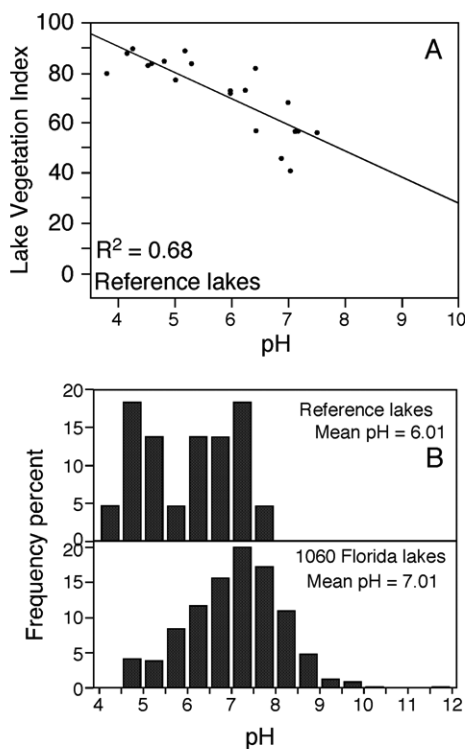 A
Lake Vegetation Index
100
80
60
40
20
0
R² = 0.68
Reference lakes
4 5 6 7 8 9 10
pH
B
Frequency percent
20
15
10
5
0
Reference lakes
Mean pH = 6.01
20
15
10
5
0
1060 Florida lakes
Mean pH = 7.01
4 5 6 7 8 9 10 11 12
pH